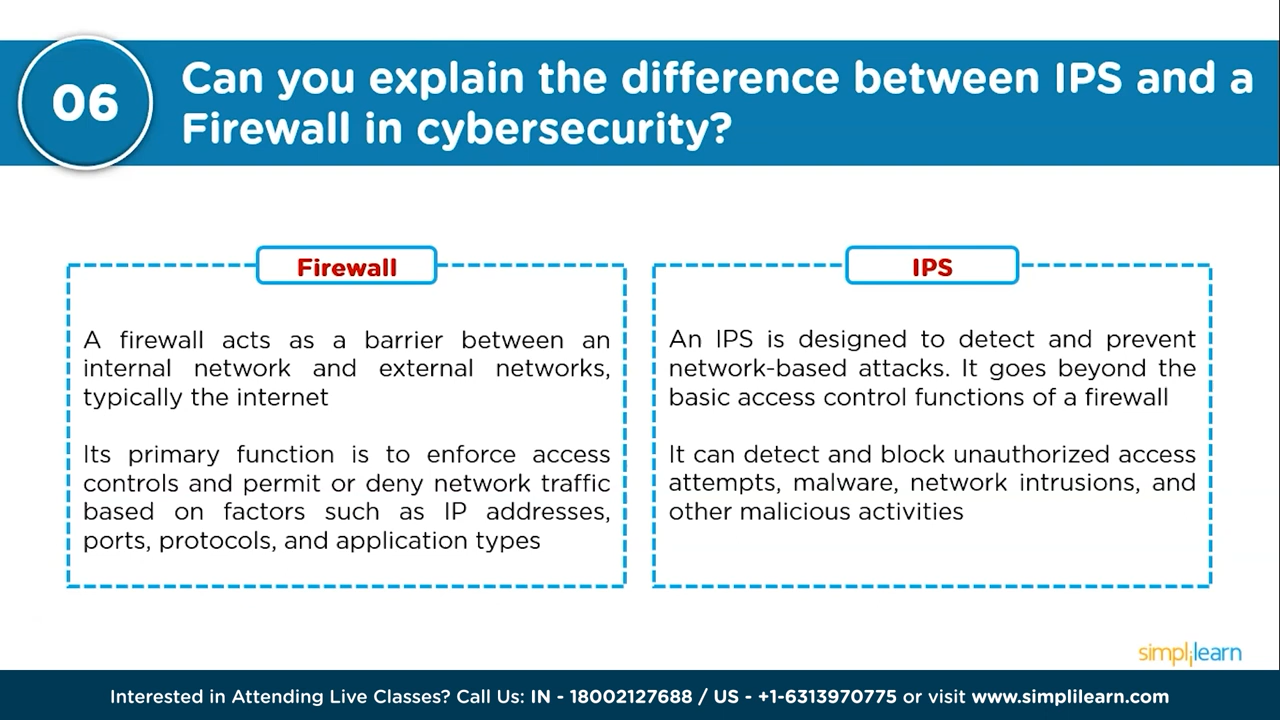 06
Can you explain the difference between IPS and a
Firewall in cybersecurity?
Firewall
A firewall acts as a barrier between an
internal network and external networks,
typically the internet
Its primary function is to enforce access
controls and permit or deny network traffic
based on factors such as IP addresses,
ports, protocols, and application types
IPS
An IPS is designed to detect and prevent
network-based attacks. It goes beyond the
basic access control functions of a firewall
It can detect and block unauthorized access
attempts, malware, network intrusions, and
other malicious activities
simplilearn
Interested in Attending Live Classes? Call Us: IN - 18002127688 / US - +1-6313970775 or visit www.simplilearn.com